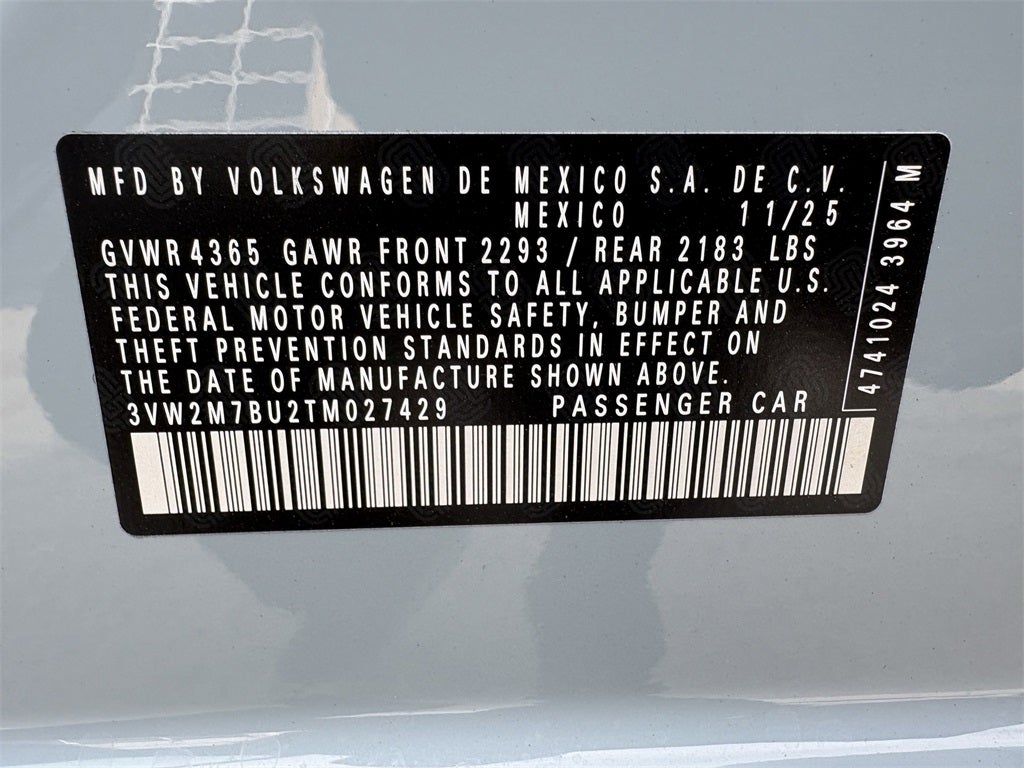 MFD BY VOLKSWAGEN DE MEXICO S.A. DE C.V.
MEXICO 11/25
GVWR 4365 GAWR FRONT 2293 / REAR 2183 LBS
THIS VEHICLE CONFORMS TO ALL APPLICABLE U.S.
FEDERAL MOTOR VEHICLE SAFETY, BUMPER AND
THEFT PREVENTION STANDARDS IN EFFECT ON
THE DATE OF MANUFACTURE SHOWN ABOVE.
3VW2M7BU2TM027429 PASSENGER CAR
4741024 3964 M